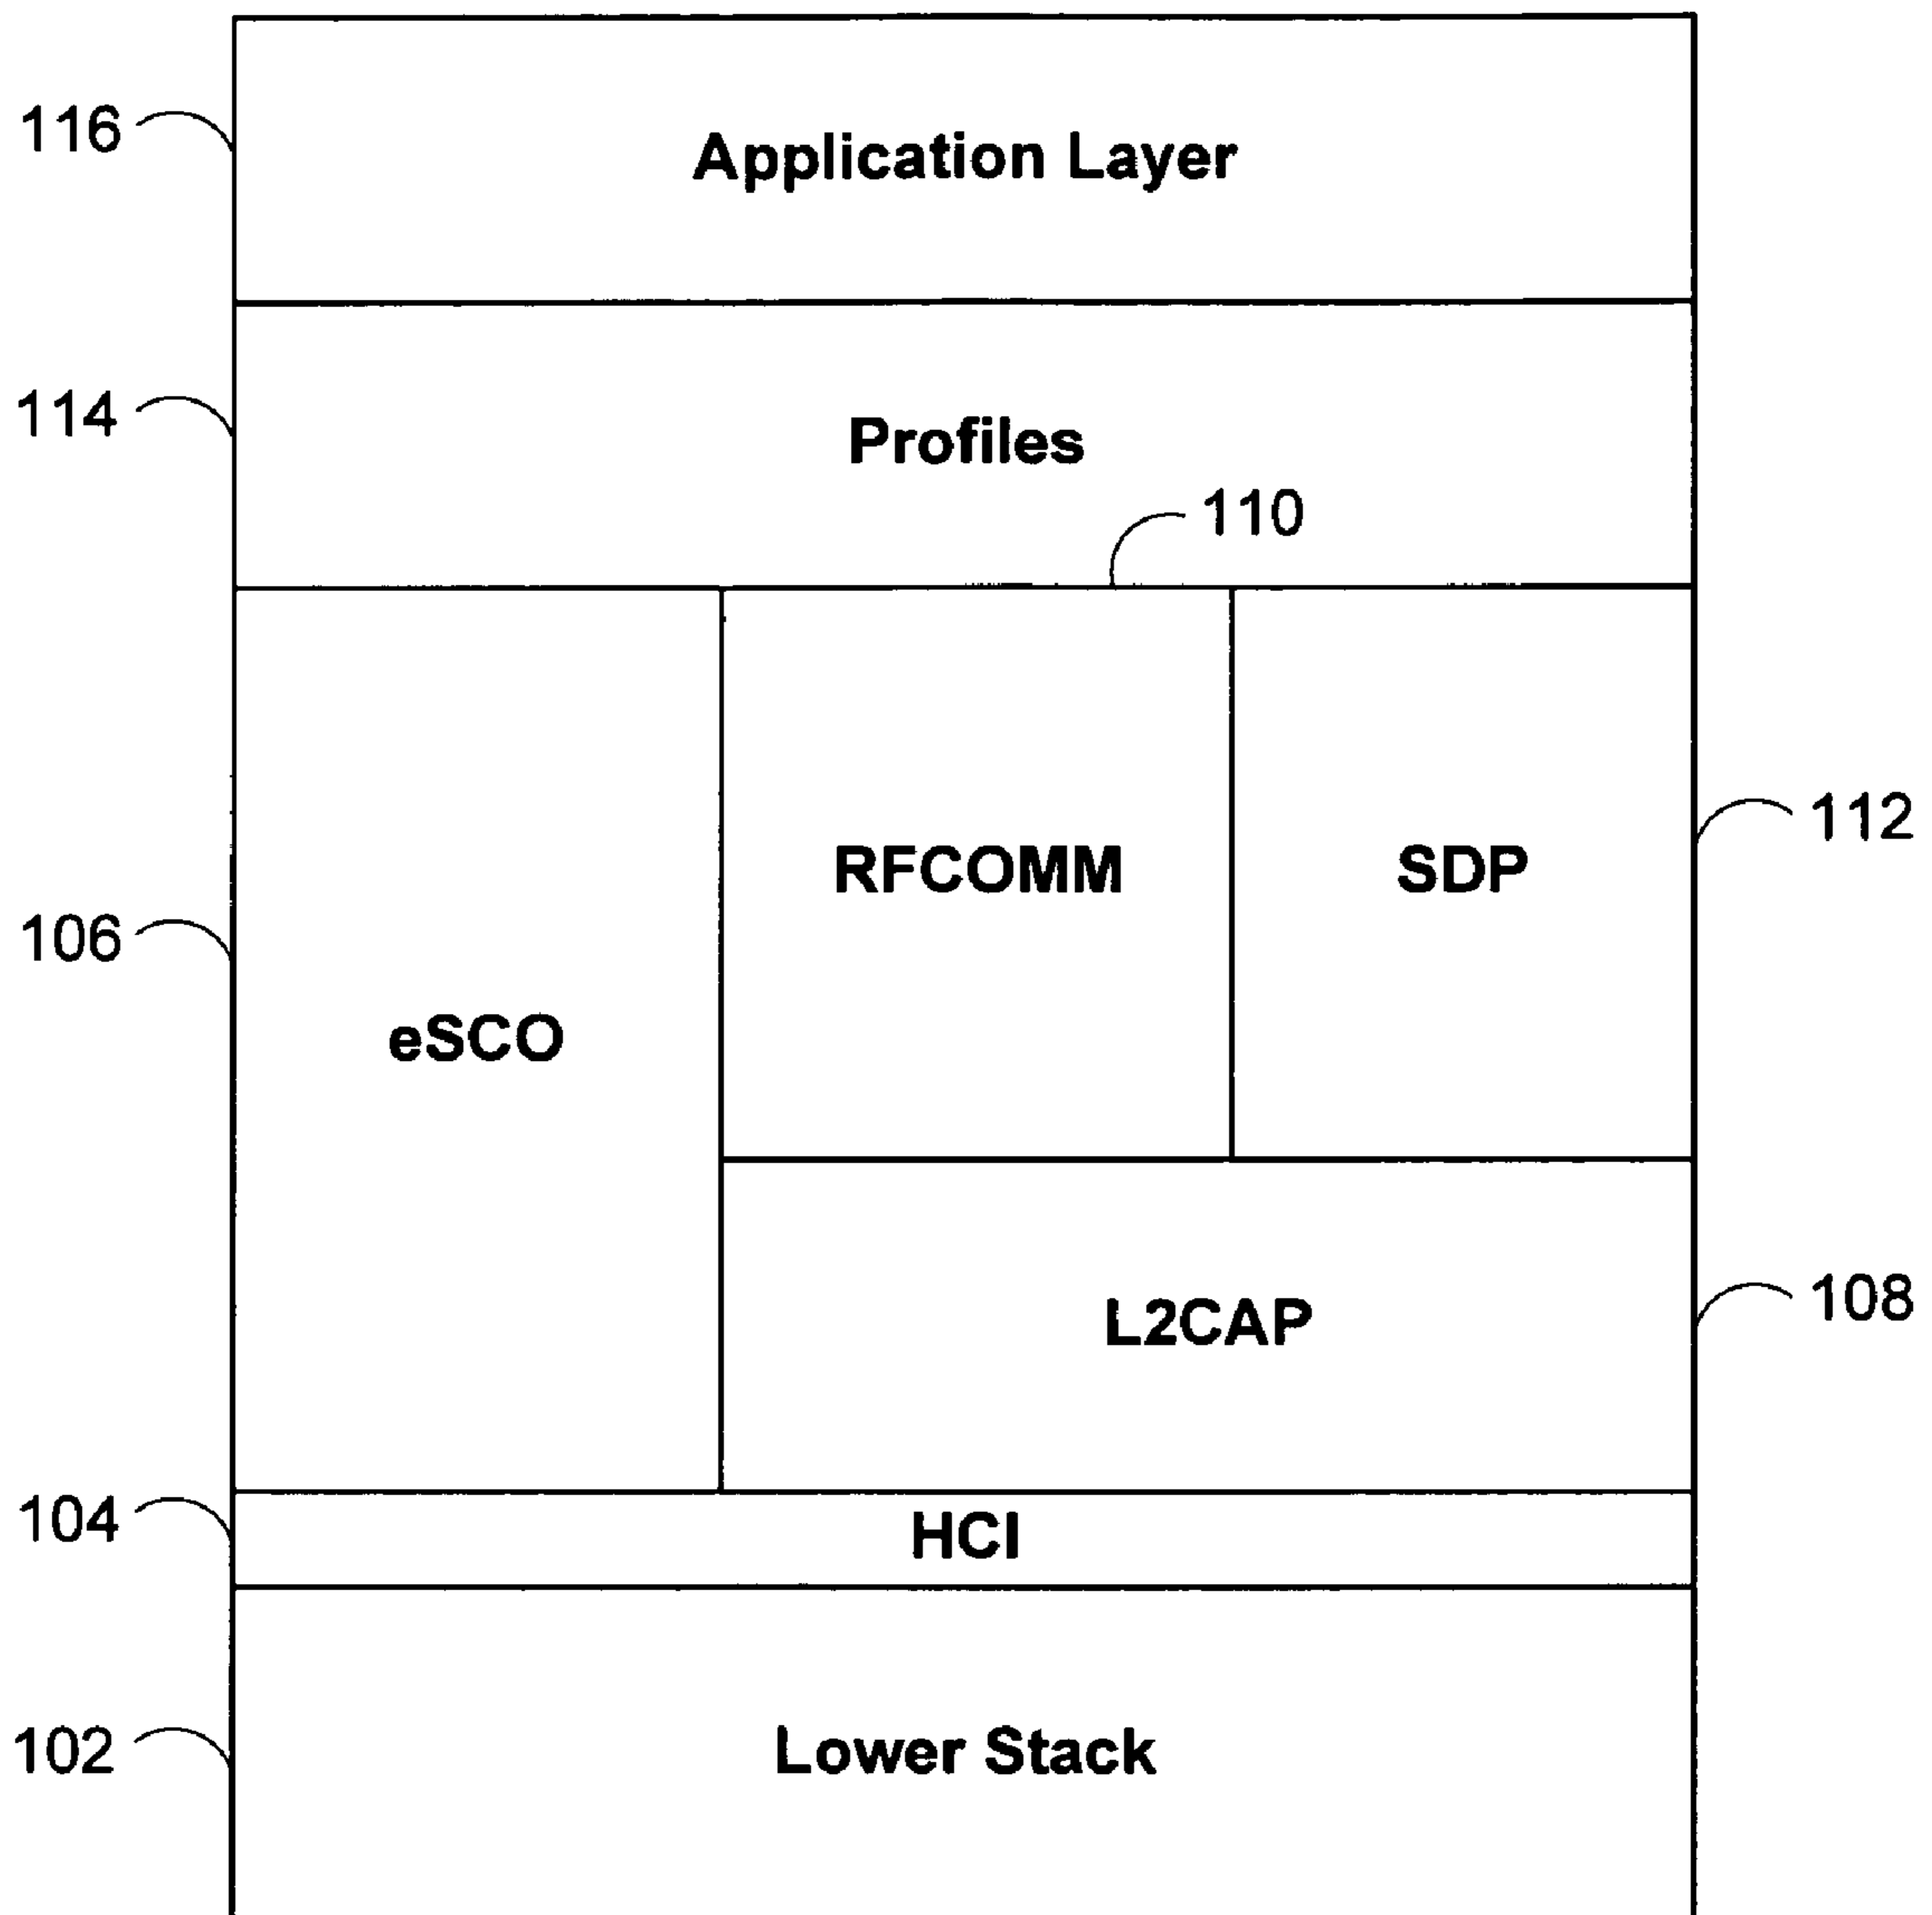 116
Application Layer
114
Profiles
110
RFCOMM
SDP
112
106
eSCO
L2CAP
108
104
HCI
102
Lower Stack